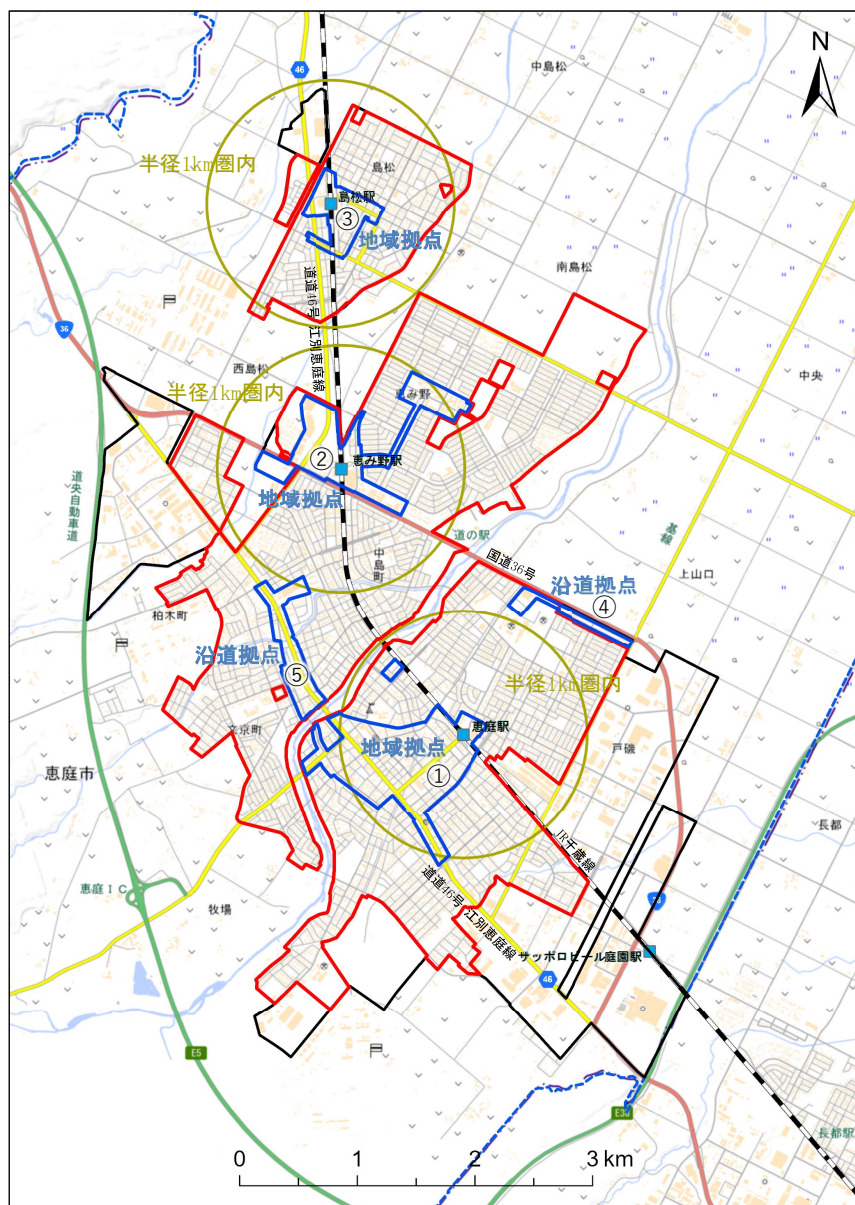 N
46
中島松
半径1km圏内
島松
島松駅
③
地域拠点
道道46号 江別恵庭線
南島松
36
西島松
中央
半径1km圏内
恵み野
②
恵み野駅
地域拠点
道央自動車道
道の駅
基線
国道36号
中島町
上山口
沿道拠点
④
柏木町
沿道拠点
⑤
半径1km圏内
文京町
恵庭駅
地域拠点
①
戸磯
恵庭市
長都
JR千歳線
道道46号 江別恵庭線
恵庭IC
牧場
36
サッポロビール庭園駅
46
E5
E5A
長都駅
0 1 2 3 km